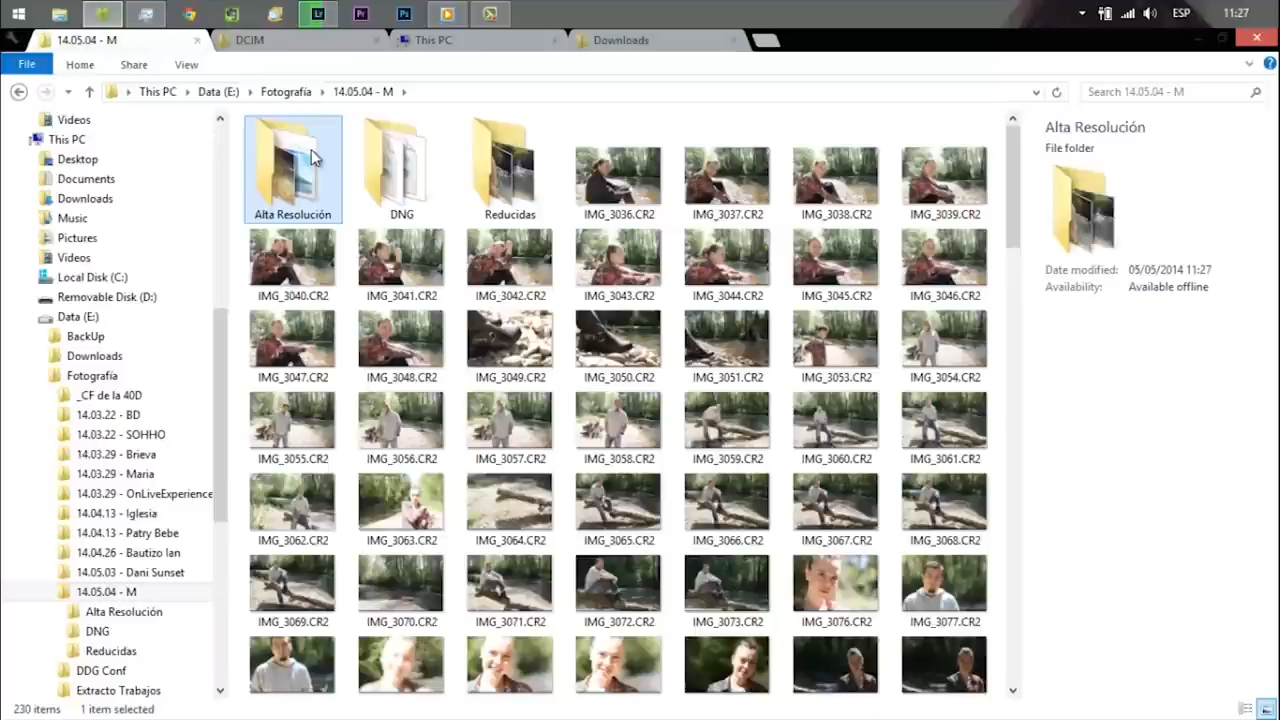 Lr
Pr
Ps
ESP
11:27
14.05.04 - M
DCIM
This PC
Downloads
File
Home
Share
View
This PC
Data (E:)
Fotografía
14.05.04 - M
Search 14.05.04 - M
Videos
This PC
Desktop
Documents
Downloads
Music
Pictures
Videos
Local Disk (C:)
Removable Disk (D:)
Data (E:)
BackUp
Downloads
Fotografía
_CF de la 40D
14.03.22 - BD
14.03.22 - SOHHO
14.03.29 - Brieva
14.03.29 - Maria
14.03.29 - OnLiveExperience
14.04.13 - Iglesia
14.04.13 - Patry Bebe
14.04.26 - Bautizo Ian
14.05.03 - Dani Sunset
14.05.04 - M
Alta Resolución
DNG
Reducidas
DDG Conf
Extracto Trabajos
Alta Resolución
DNG
Reducidas
IMG_3036.CR2
IMG_3037.CR2
IMG_3038.CR2
IMG_3039.CR2
IMG_3040.CR2
IMG_3041.CR2
IMG_3042.CR2
IMG_3043.CR2
IMG_3044.CR2
IMG_3045.CR2
IMG_3046.CR2
IMG_3047.CR2
IMG_3048.CR2
IMG_3049.CR2
IMG_3050.CR2
IMG_3051.CR2
IMG_3053.CR2
IMG_3054.CR2
IMG_3055.CR2
IMG_3056.CR2
IMG_3057.CR2
IMG_3058.CR2
IMG_3059.CR2
IMG_3060.CR2
IMG_3061.CR2
IMG_3062.CR2
IMG_3063.CR2
IMG_3064.CR2
IMG_3065.CR2
IMG_3066.CR2
IMG_3067.CR2
IMG_3068.CR2
IMG_3069.CR2
IMG_3070.CR2
IMG_3071.CR2
IMG_3072.CR2
IMG_3073.CR2
IMG_3076.CR2
IMG_3077.CR2
Alta Resolución
File folder
Date modified: 05/05/2014 11:27
Availability: Available offline
230 items
1 item selected